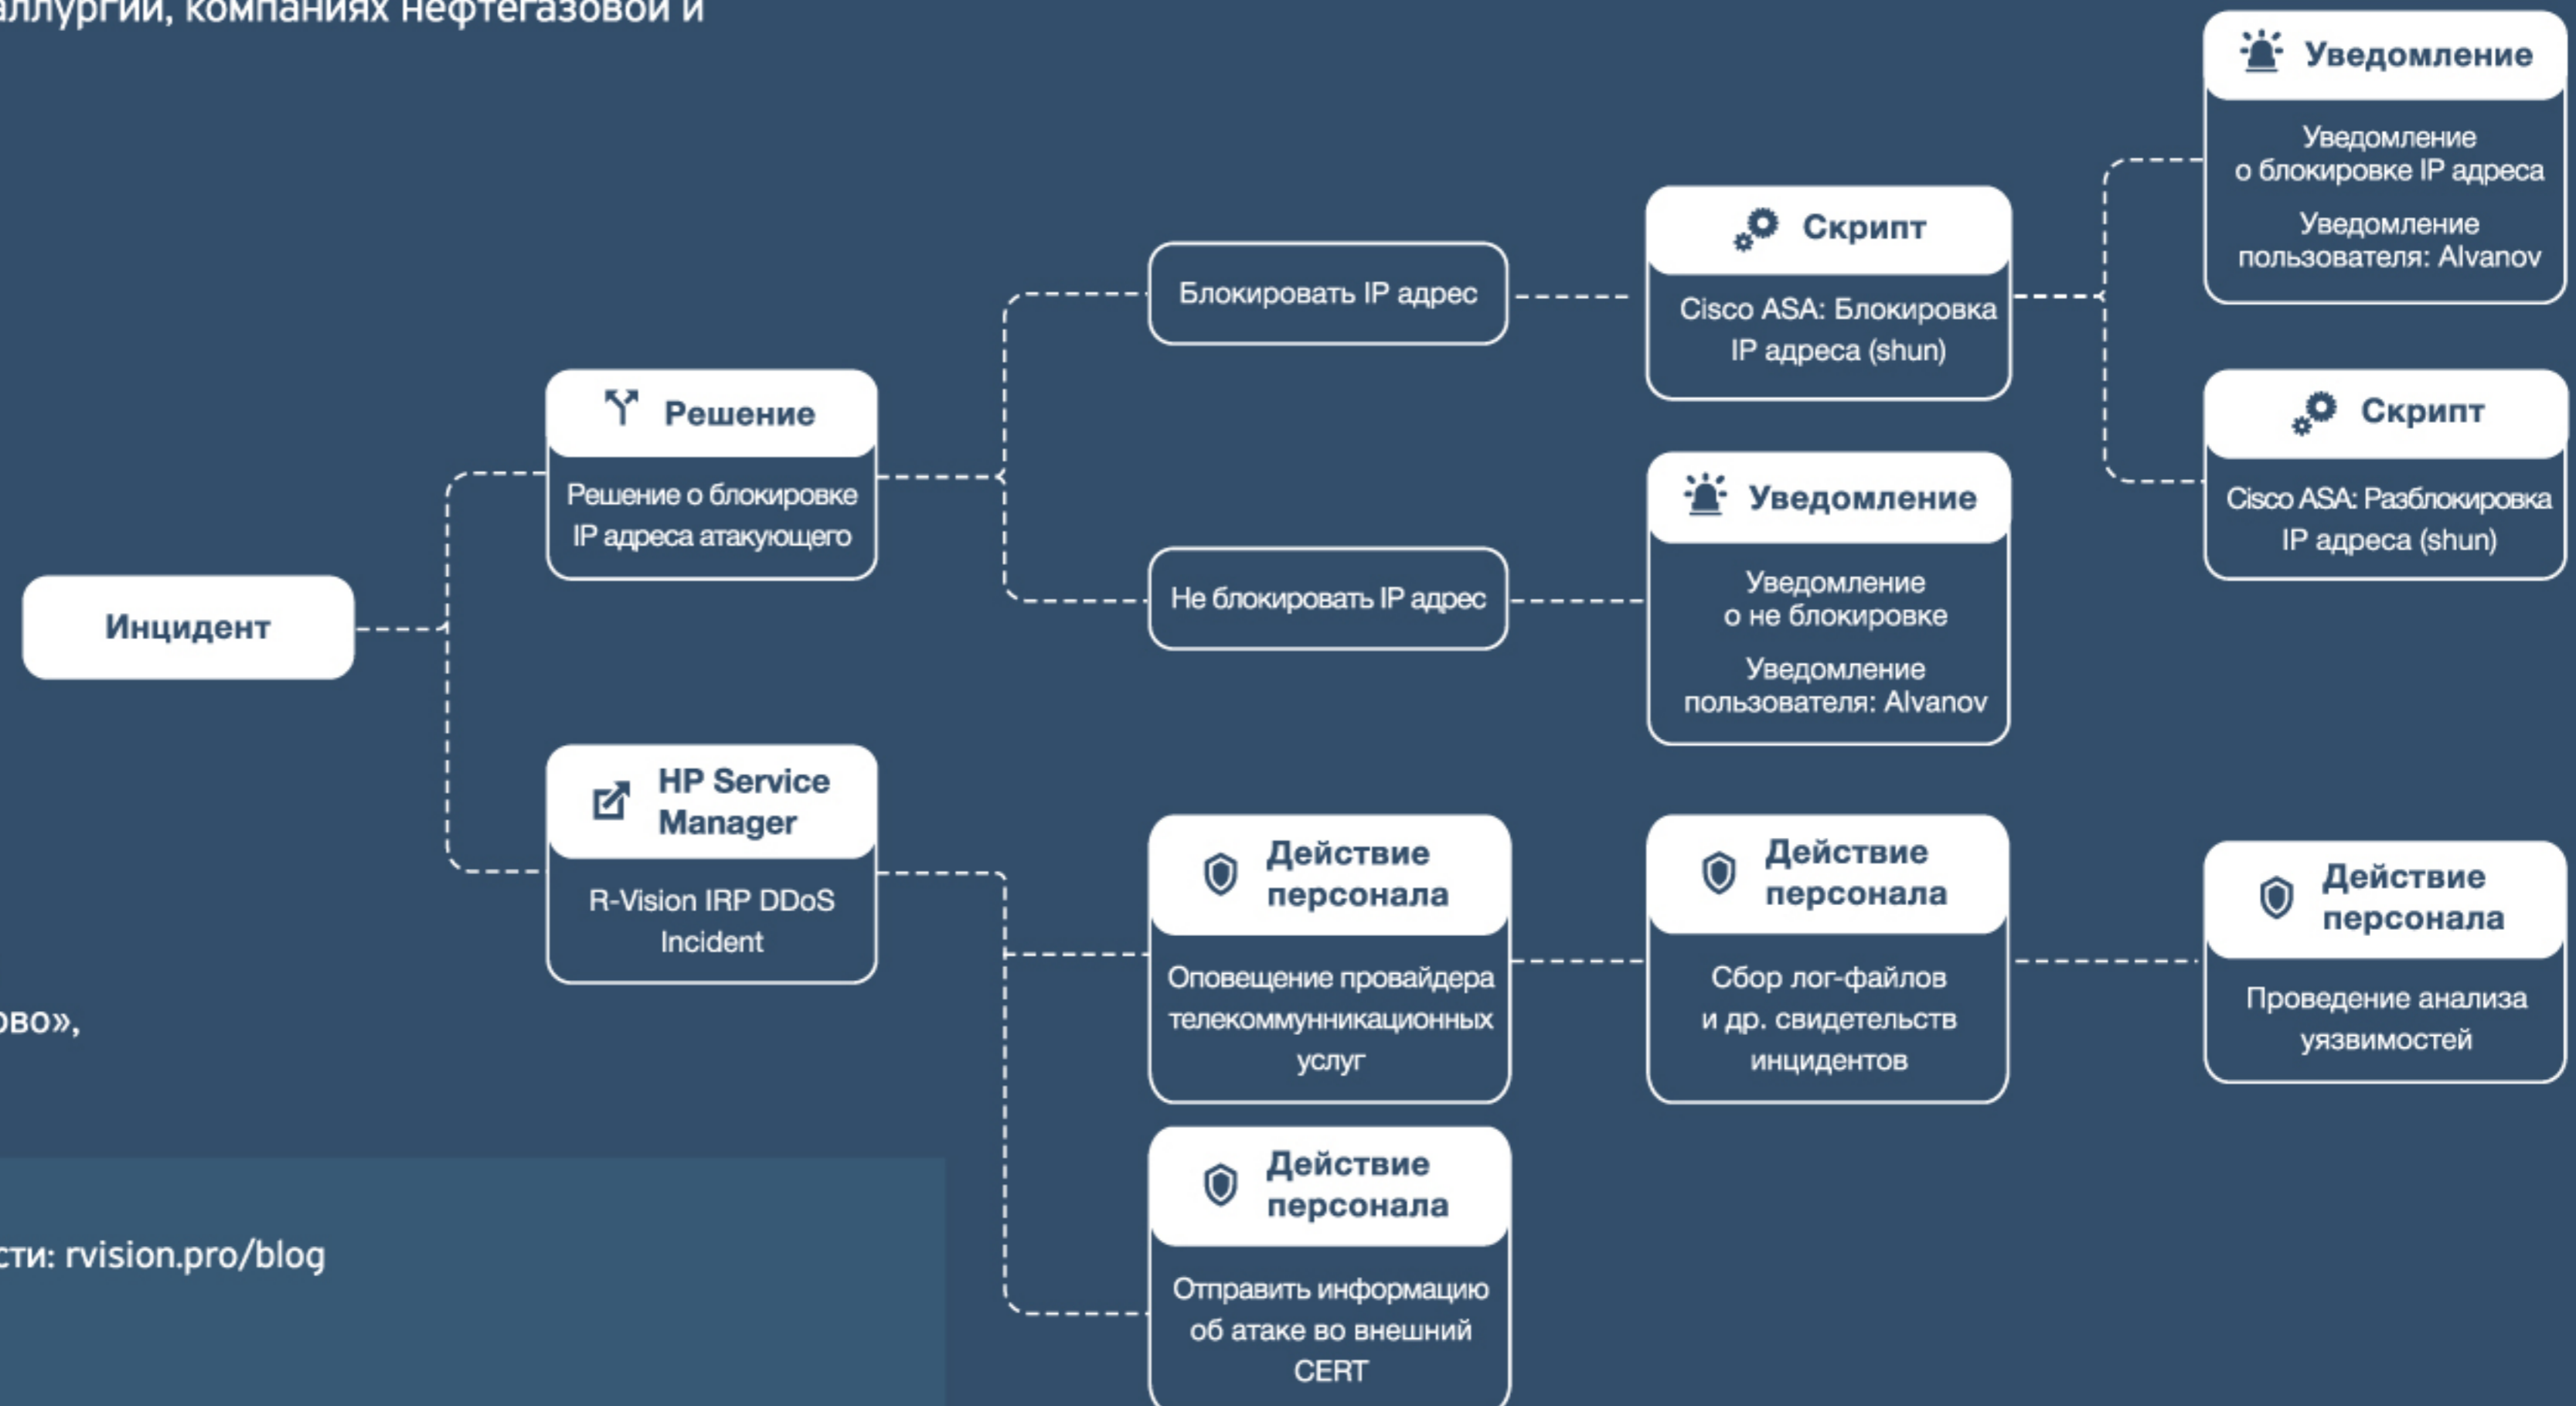 аллургии, компаниях нефтегазовой и
Инцидент
Решение
Решение о блокировке
IP адреса атакующего
Блокировать IP адрес
Скрипт
Cisco ASA: Блокировка
IP адреса (shun)
Уведомление
Уведомление
о блокировке IP адреса
Уведомление
пользователя: AIvanov
Скрипт
Cisco ASA: Разблокировка
IP адреса (shun)
Не блокировать IP адрес
Уведомление
Уведомление
о не блокировке
Уведомление
пользователя: AIvanov
HP Service
Manager
R-Vision IRP DDoS
Incident
Действие
персонала
Оповещение провайдера
телекоммунникационных
услуг
Действие
персонала
Сбор лог-файлов
и др. свидетельств
инцидентов
Действие
персонала
Проведение анализа
уязвимостей
Действие
персонала
Отправить информацию
об атаке во внешний
CERT
ово»,
сти: rvision.pro/blog